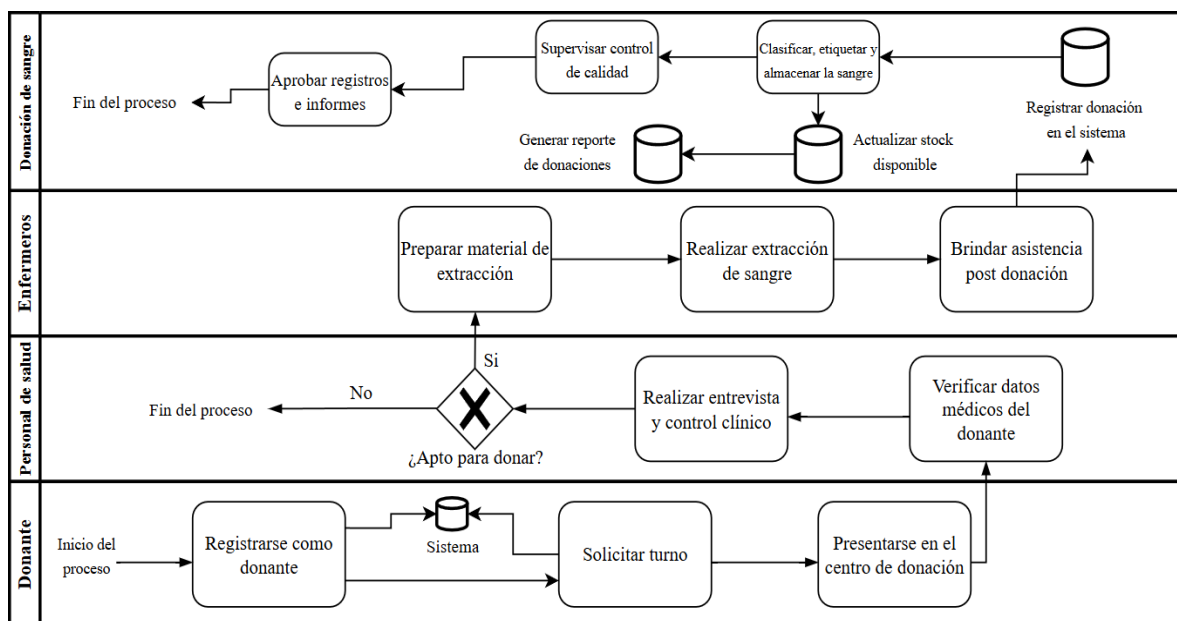 Donación de sangre
Fin del proceso
Aprobar registros
e informes
Supervisar control
de calidad
Clasificar, etiquetar y
almacenar la sangre
Registrar donación
en el sistema
Generar reporte
de donaciones
Actualizar stock
disponible
Enfermeros
Preparar material de
extracción
Realizar extracción
de sangre
Brindar asistencia
post donación
Personal de salud
Fin del proceso
No
Si
¿Apto para donar?
Realizar entrevista
y control clínico
Verificar datos
médicos del
donante
Donante
Inicio del
proceso
Registrarse como
donante
Sistema
Solicitar turno
Presentarse en el
centro de donación